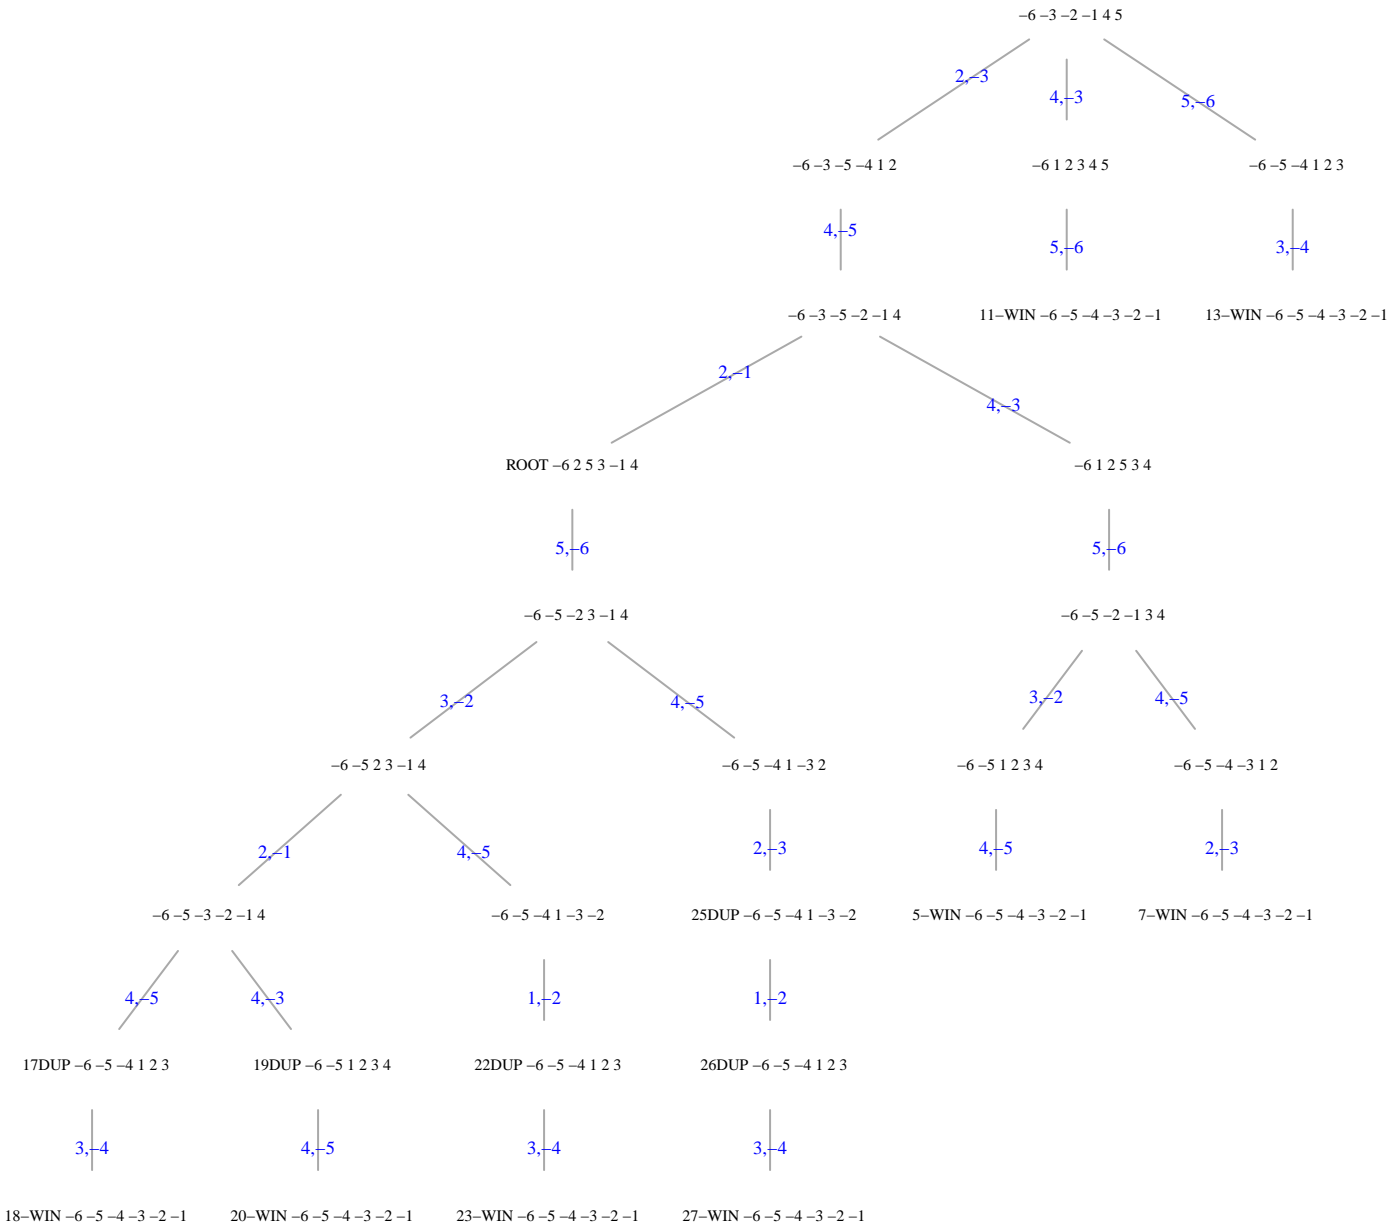 −6 −3 −2 −1 4 5
2,−3
4,−3
5,−6
−6 −3 −5 −4 1 2
−6 1 2 3 4 5
−6 −5 −4 1 2 3
4,−5
5,−6
3,−4
−6 −3 −5 −2 −1 4
11−WIN −6 −5 −4 −3 −2 −1
13−WIN −6 −5 −4 −3 −2 −1
2,−1
4,−3
ROOT −6 2 5 3 −1 4
−6 1 2 5 3 4
5,−6
5,−6
−6 −5 −2 3 −1 4
−6 −5 −2 −1 3 4
3,−2
4,−5
3,−2
4,−5
−6 −5 2 3 −1 4
−6 −5 −4 1 −3 2
−6 −5 1 2 3 4
−6 −5 −4 −3 1 2
2,−1
4,−5
2,−3
4,−5
2,−3
−6 −5 −3 −2 −1 4
−6 −5 −4 1 −3 −2
25DUP −6 −5 −4 1 −3 −2
5−WIN −6 −5 −4 −3 −2 −1
7−WIN −6 −5 −4 −3 −2 −1
4,−5
4,−3
1,−2
1,−2
17DUP −6 −5 −4 1 2 3
19DUP −6 −5 1 2 3 4
22DUP −6 −5 −4 1 2 3
26DUP −6 −5 −4 1 2 3
3,−4
4,−5
3,−4
3,−4
18−WIN −6 −5 −4 −3 −2 −1
20−WIN −6 −5 −4 −3 −2 −1
23−WIN −6 −5 −4 −3 −2 −1
27−WIN −6 −5 −4 −3 −2 −1